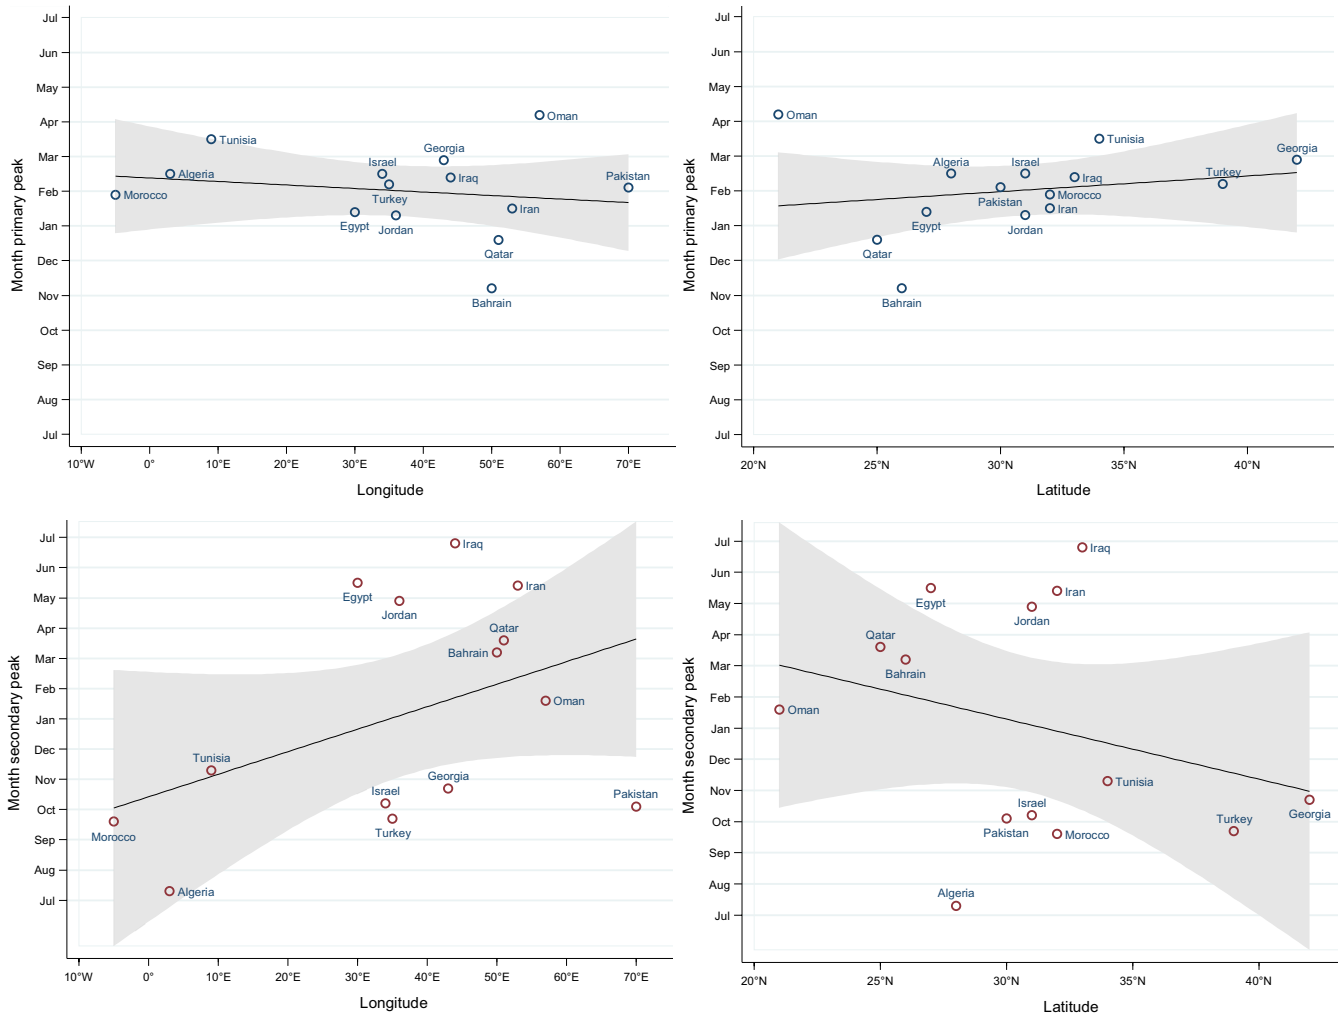 Jul
Jun
May
Apr
Mar
Feb
Jan
Dec
Nov
Oct
Sep
Aug
Jul
Month primary peak
Oman
Tunisia
Georgia
Israel
Algeria
Iraq
Pakistan
Morocco
Turkey
Iran
Egypt
Jordan
Qatar
Bahrain
10°W 0° 10°E 20°E 30°E 40°E 50°E 60°E 70°E
Longitude
Jul
Jun
May
Apr
Mar
Feb
Jan
Dec
Nov
Oct
Sep
Aug
Jul
Month primary peak
Oman
Tunisia
Georgia
Algeria
Israel
Turkey
Iraq
Morocco
Pakistan
Iran
Egypt
Jordan
Qatar
Bahrain
20°N 25°N 30°N 35°N 40°N
Latitude
Jul
Jun
May
Apr
Mar
Feb
Jan
Dec
Nov
Oct
Sep
Aug
Jul
Month secondary peak
Iraq
Iran
Egypt
Jordan
Qatar
Bahrain
Oman
Tunisia
Georgia
Israel
Pakistan
Turkey
Morocco
Algeria
10°W 0° 10°E 20°E 30°E 40°E 50°E 60°E 70°E
Longitude
Jul
Jun
May
Apr
Mar
Feb
Jan
Dec
Nov
Oct
Sep
Aug
Jul
Month secondary peak
Iraq
Iran
Egypt
Jordan
Qatar
Bahrain
Oman
Tunisia
Israel
Georgia
Turkey
Pakistan
Morocco
Algeria
20°N 25°N 30°N 35°N 40°N
Latitude